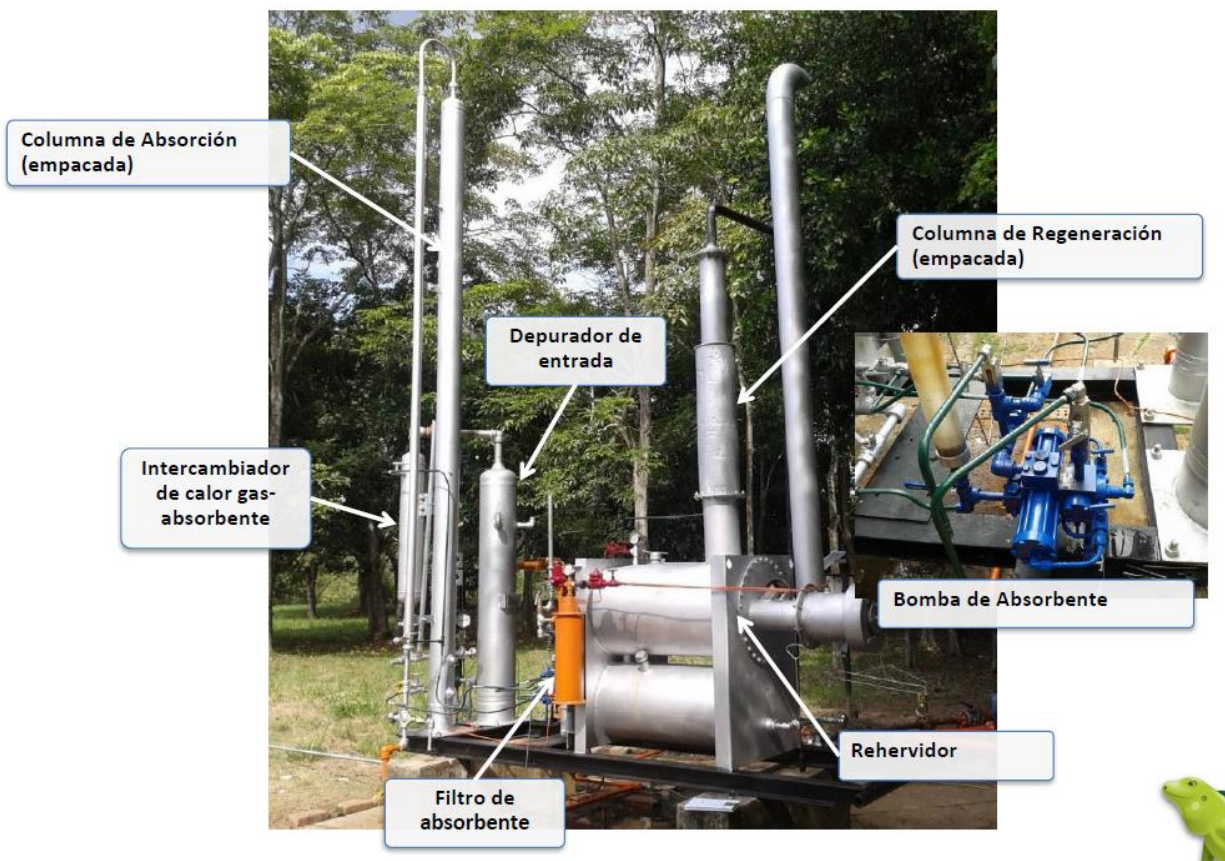 Columna de Absorción
(empacada)
Columna de Regeneración
(empacada)
Depurador de
entrada
Intercambiador
de calor gas-
absorbente
Bomba de Absorbente
Rehervidor
Filtro de
absorbente